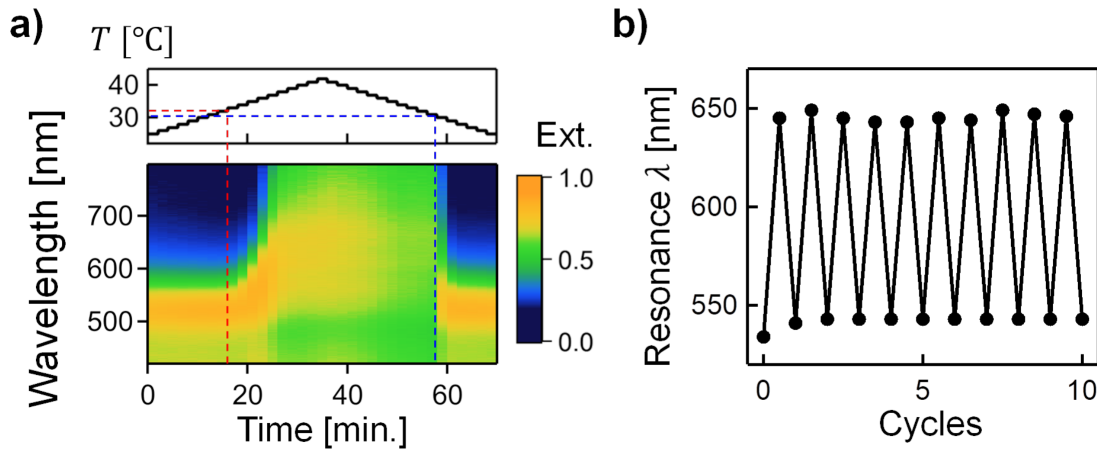 a)
T [°C]
40
30
Wavelength [nm]
700
600
500
0
20
40
60
Time [min.]
Ext.
1.0
0.5
0.0
b)
Resonance λ [nm]
650
600
550
0
5
10
Cycles